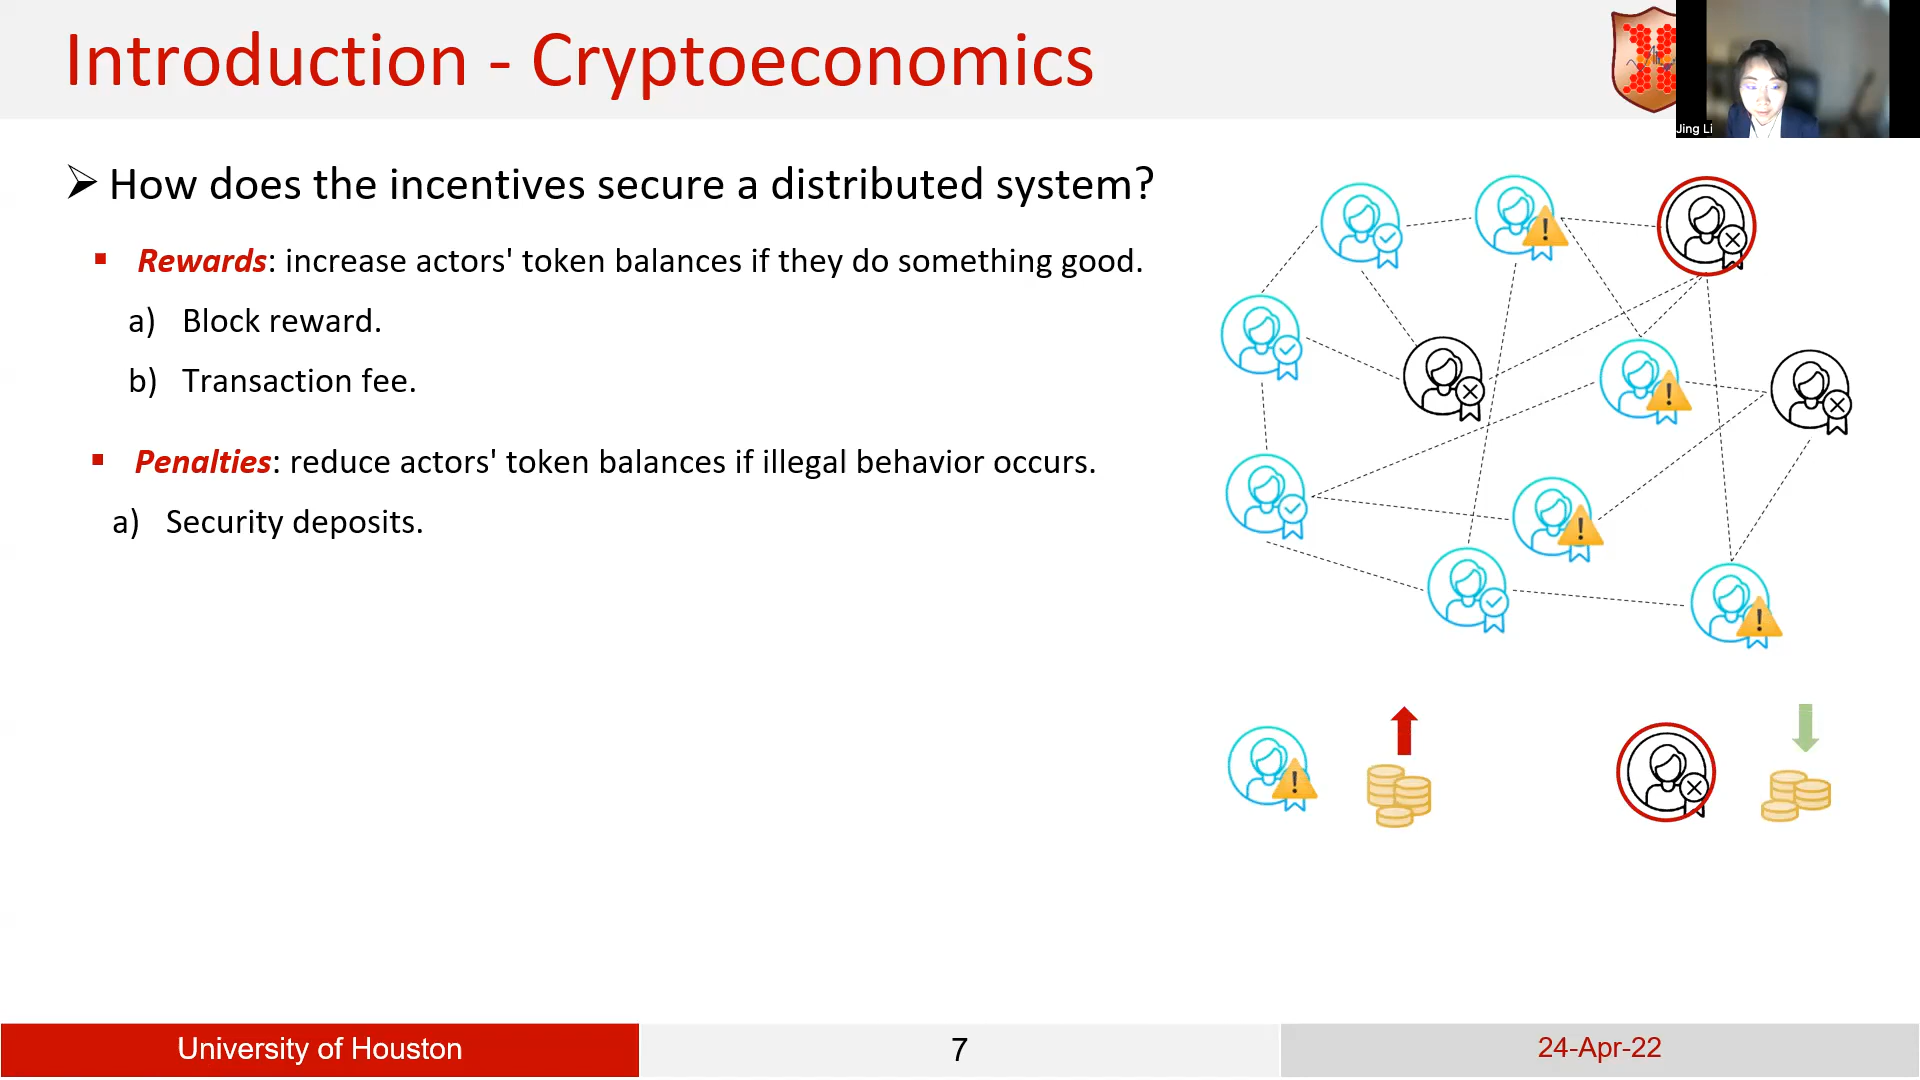 Introduction - Cryptoeconomics
Jing Li
How does the incentives secure a distributed system?
Rewards: increase actors' token balances if they do something good.
a) Block reward.
b) Transaction fee.
Penalties: reduce actors' token balances if illegal behavior occurs.
a) Security deposits.
University of Houston
7
24-Apr-22